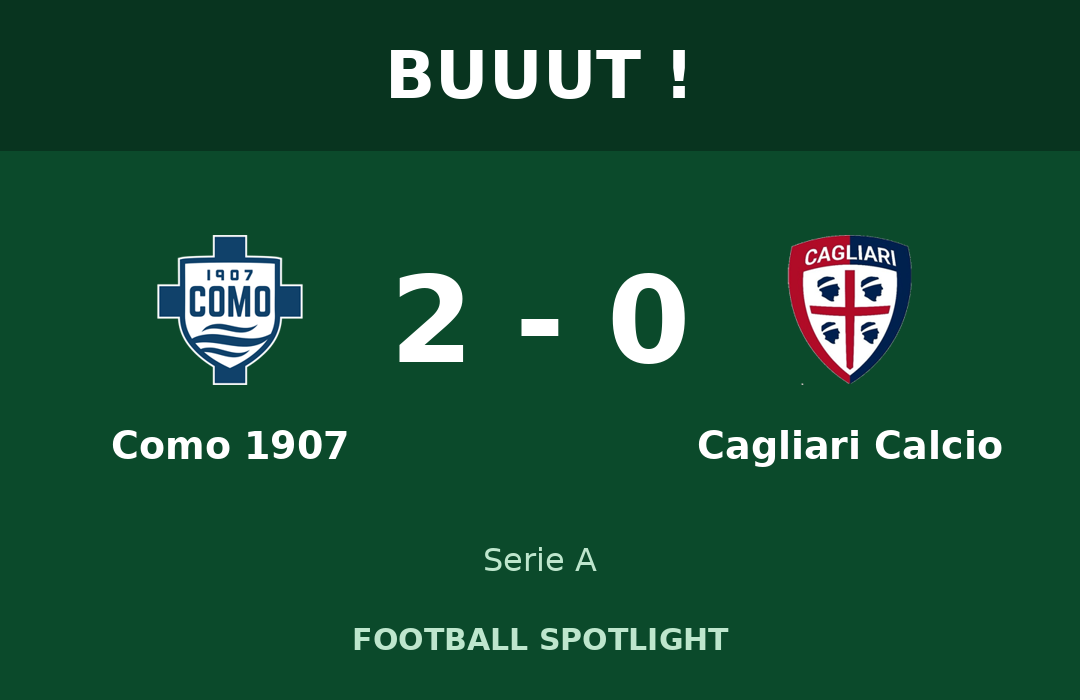 BUUUT !
1907
COMO
CAGLIARI
2 - 0
Como 1907
Cagliari Calcio
Serie A
FOOTBALL SPOTLIGHT